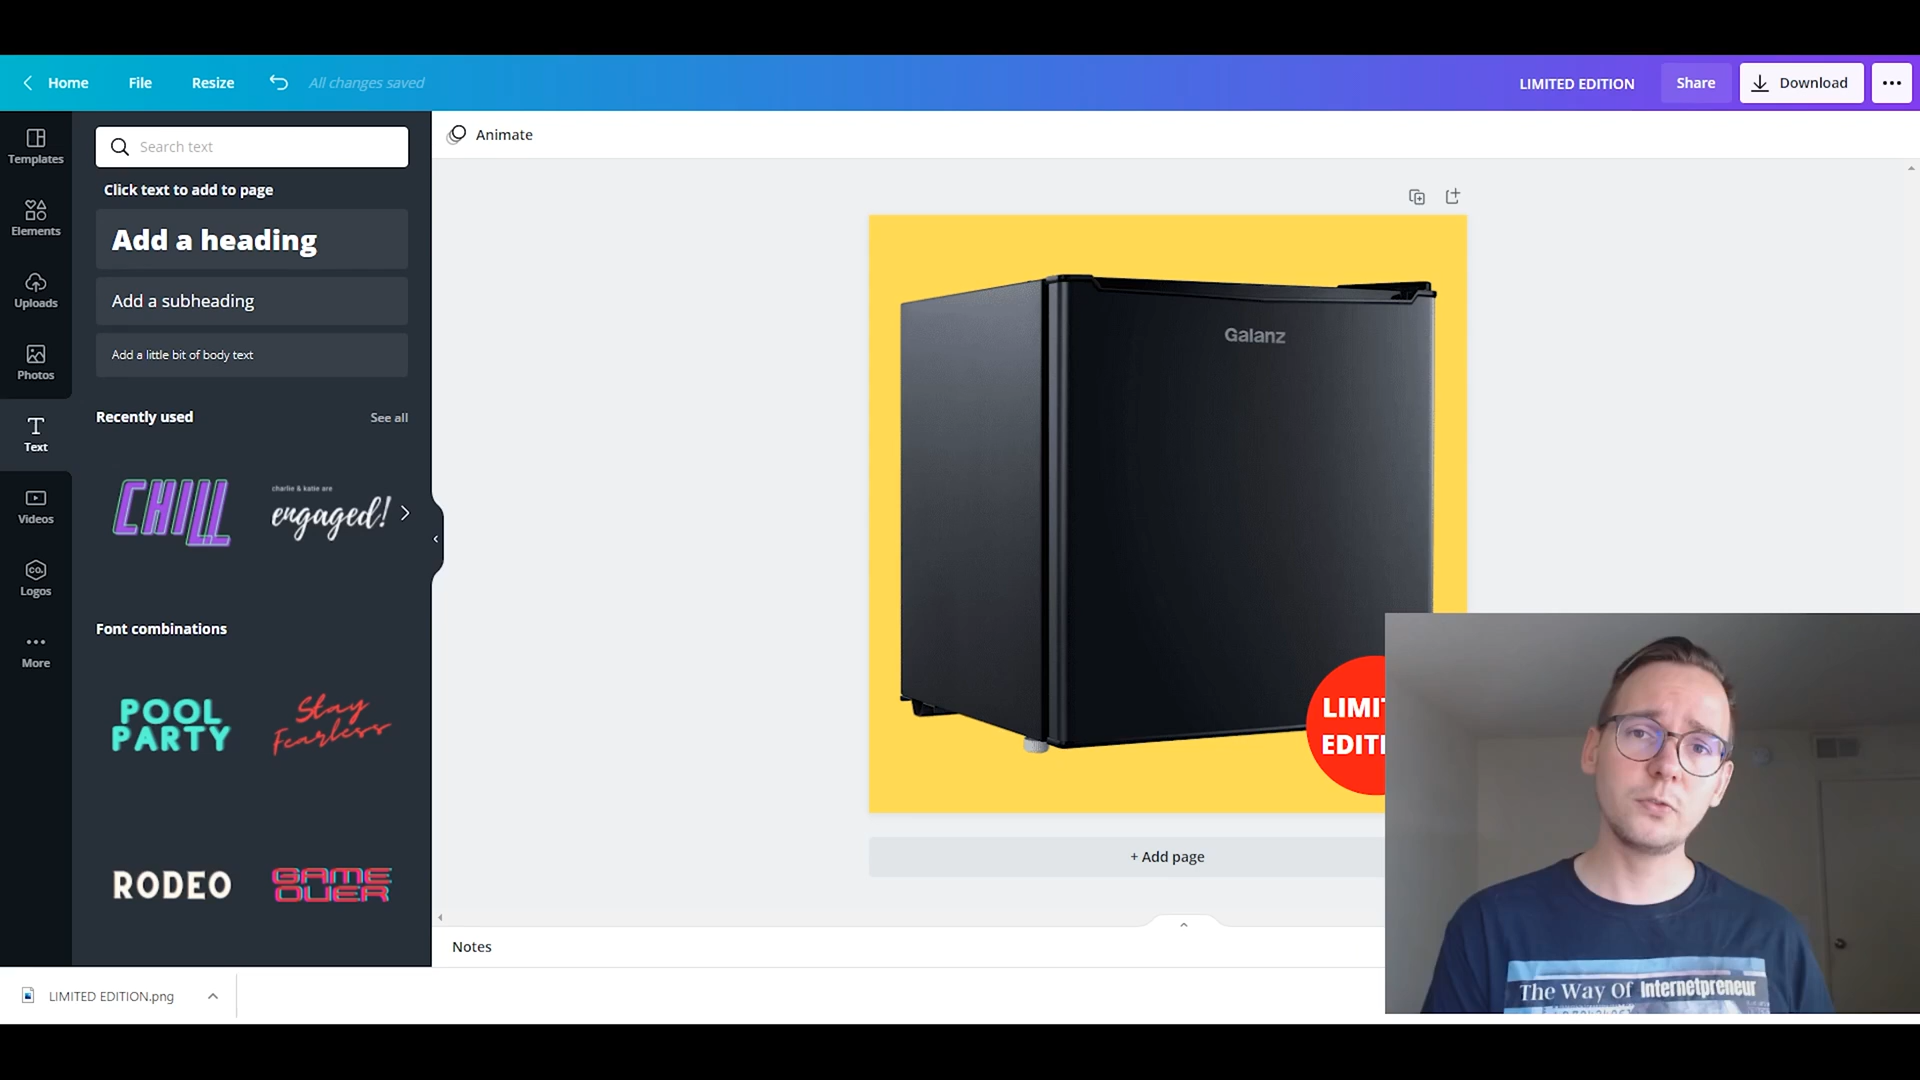 Home File Resize All changes saved LIMITED EDITION Share Download
Templates
Elements
Uploads
Photos
Text
Videos
Logos
CO.
More
Search text
Click text to add to page
Add a heading
Add a subheading
Add a little bit of body text
Recently used See all
CHILL
charlie & katie are
engaged!
Font combinations
POOL
PARTY
Stay
Fearless
RODEO
GAME
OVER
Animate
Galanz
LIMIT
EDITI
+ Add page
Notes
LIMITED EDITION.png
The Way Of Internetpreneur